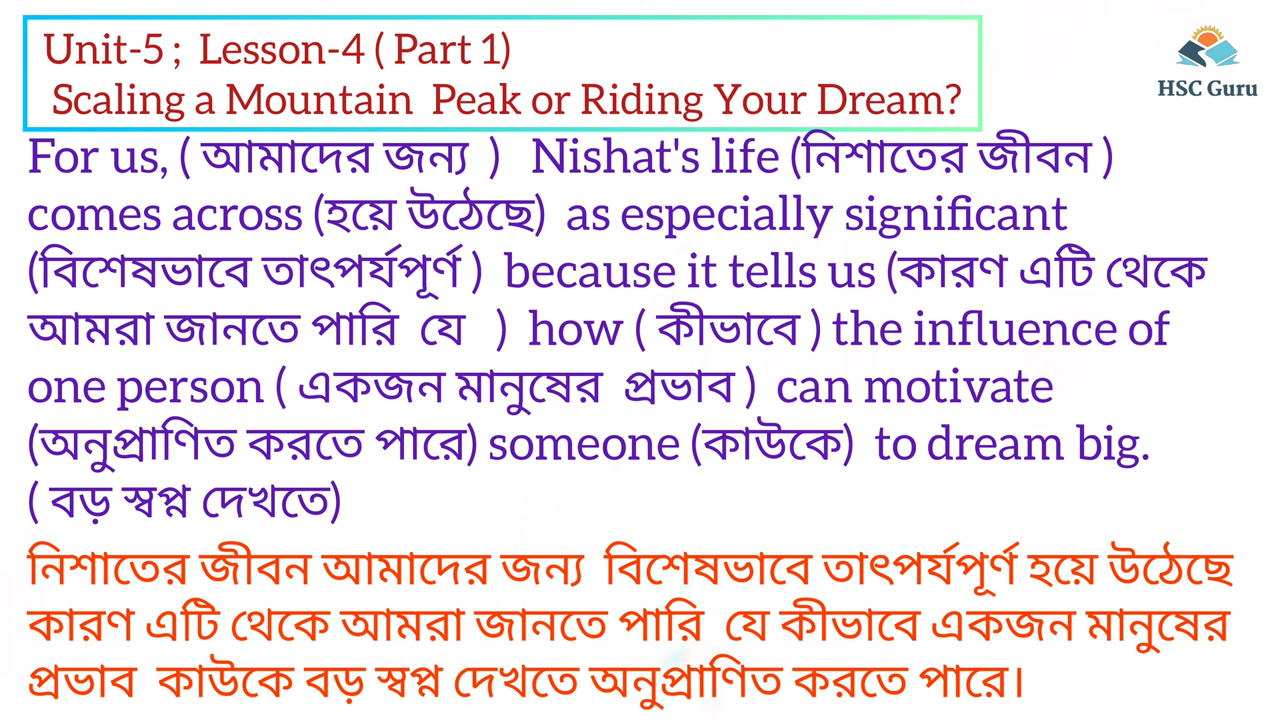 Unit-5 ; Lesson-4 ( Part 1)
Scaling a Mountain Peak or Riding Your Dream?
HSC Guru
For us, ( আমাদের জন্য ) Nishat's life (নিশাতের জীবন )
comes across (হয়ে উঠেছে) as especially significant
(বিশেষভাবে তাৎপর্যপূর্ণ ) because it tells us (কারণ এটি থেকে
আমরা জানতে পারি যে ) how ( কীভাবে ) the influence of
one person ( একজন মানুষের প্রভাব ) can motivate
(অনুপ্রাণিত করতে পারে) someone (কাউকে) to dream big.
( বড় স্বপ্ন দেখতে)
নিশাতের জীবন আমাদের জন্য বিশেষভাবে তাৎপর্যপূর্ণ হয়ে উঠেছে
কারণ এটি থেকে আমরা জানতে পারি যে কীভাবে একজন মানুষের
প্রভাব কাউকে বড় স্বপ্ন দেখতে অনুপ্রাণিত করতে পারে।